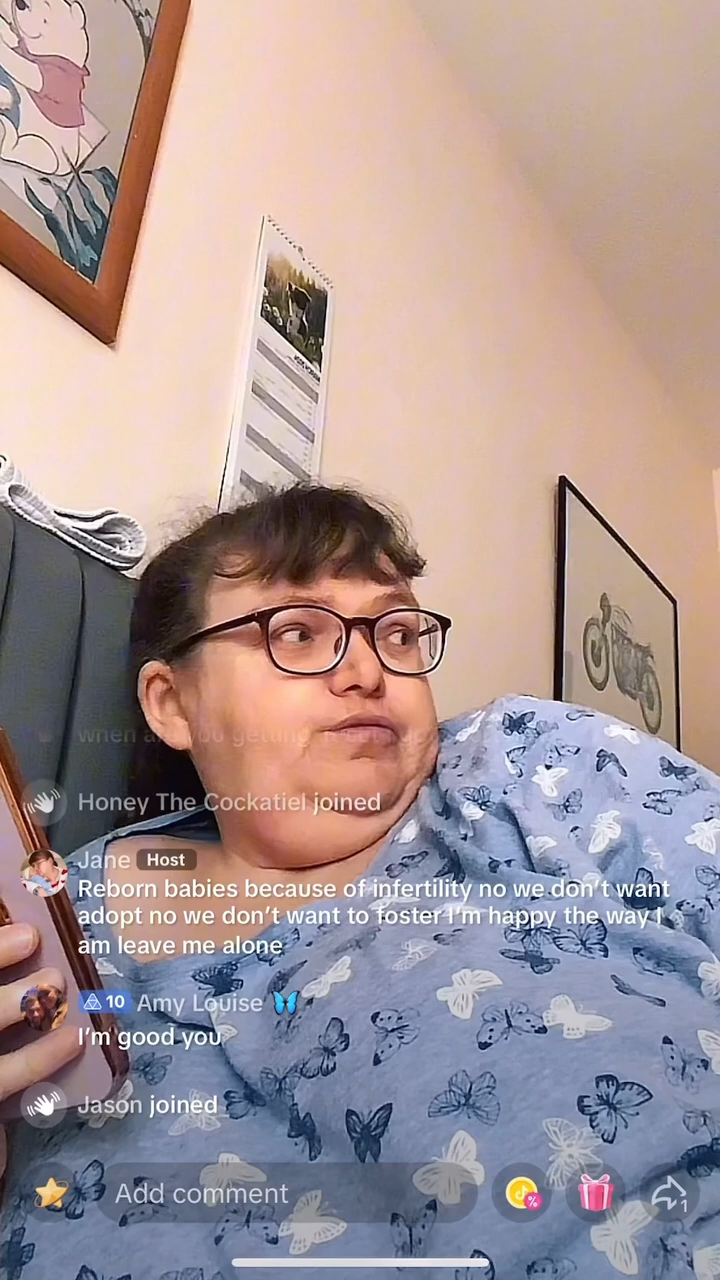 Honey The Cockatiel joined
Jane Host
Reborn babies because of infertility no we don't want
adopt no we don't want to foster I'm happy the way I
am leave me alone
10 Amy Louise 🦋
I'm good you
Jason joined
Add comment
1